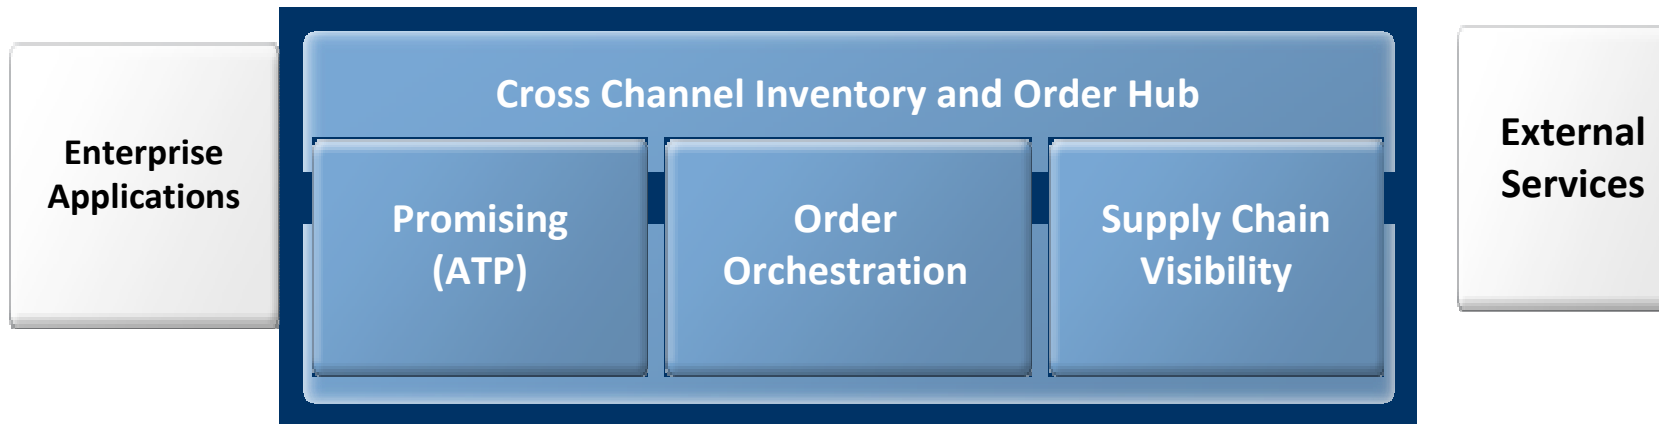 Cross Channel Inventory and Order Hub
Enterprise
Applications
Promising
(ATP)
Order
Orchestration
Supply Chain
Visibility
External
Services